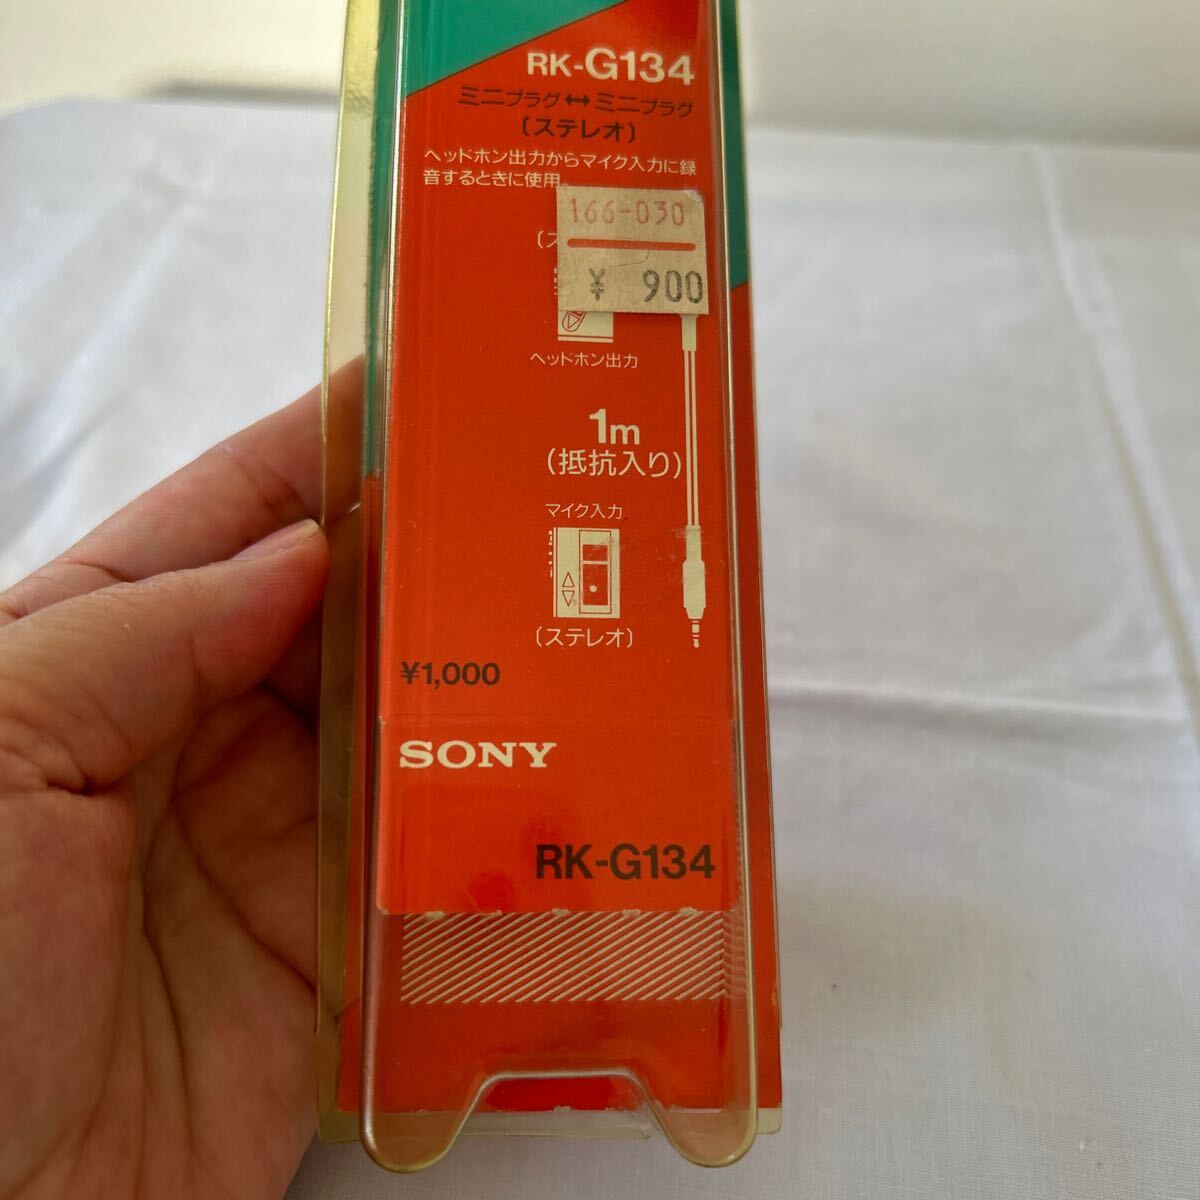 RK-G134
ミニプラグ↔ミニプラグ
(ステレオ)
ヘッドホン出力からマイク入力に録
音するときに使用。
166-030
¥ 900
ヘッドホン出力
1m
(抵抗入り)
マイク入力
(ステレオ)
¥1,000
SONY
RK-G134